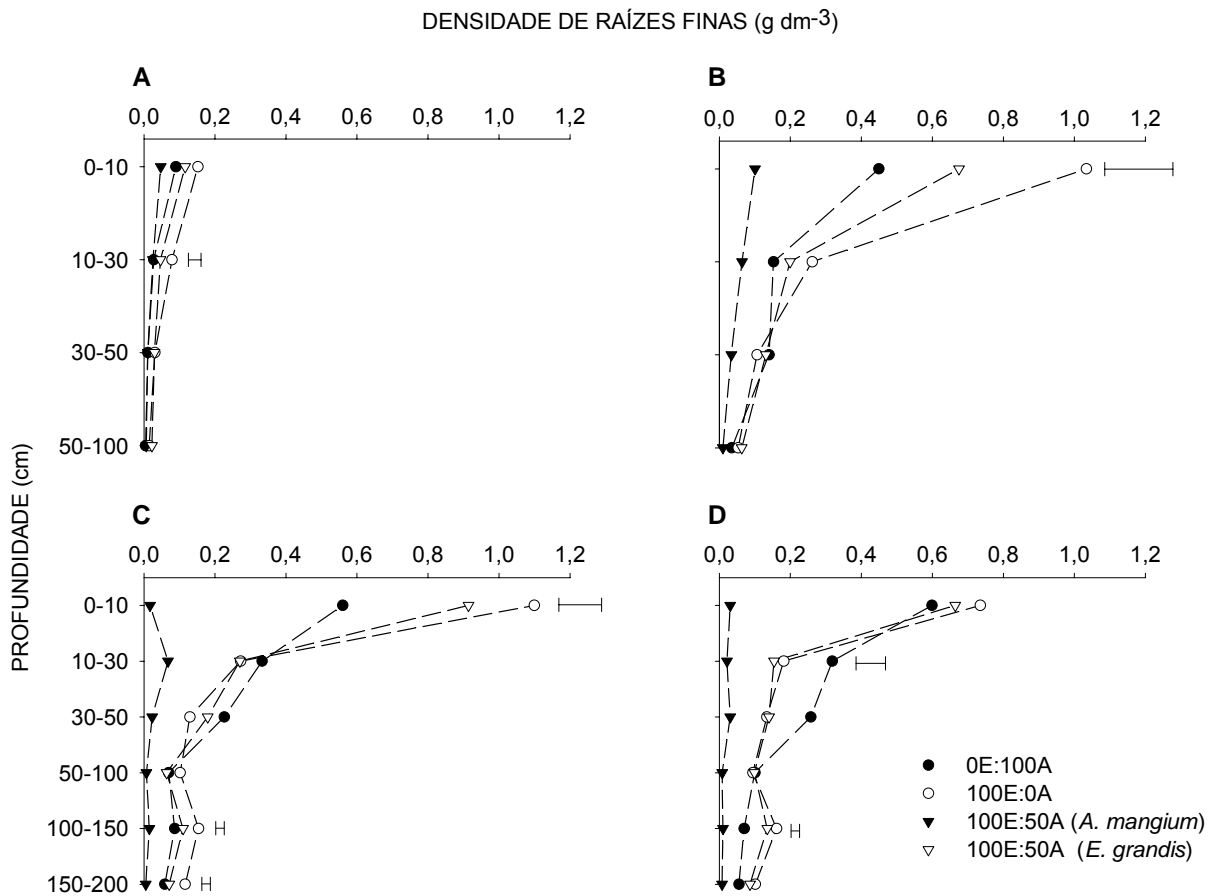 DENSIDADE DE RAÍZES FINAS (g dm-3)
A
0,0 0,2 0,4 0,6 0,8 1,0 1,2
B
0,0 0,2 0,4 0,6 0,8 1,0 1,2
0-10
10-30
30-50
50-100
PROFUNDIDADE (cm)
C
0,0 0,2 0,4 0,6 0,8 1,0 1,2
D
0,0 0,2 0,4 0,6 0,8 1,0 1,2
0-10
10-30
30-50
50-100
100-150
150-200
0E:100A
100E:0A
100E:50A (A. mangium)
100E:50A (E. grandis)